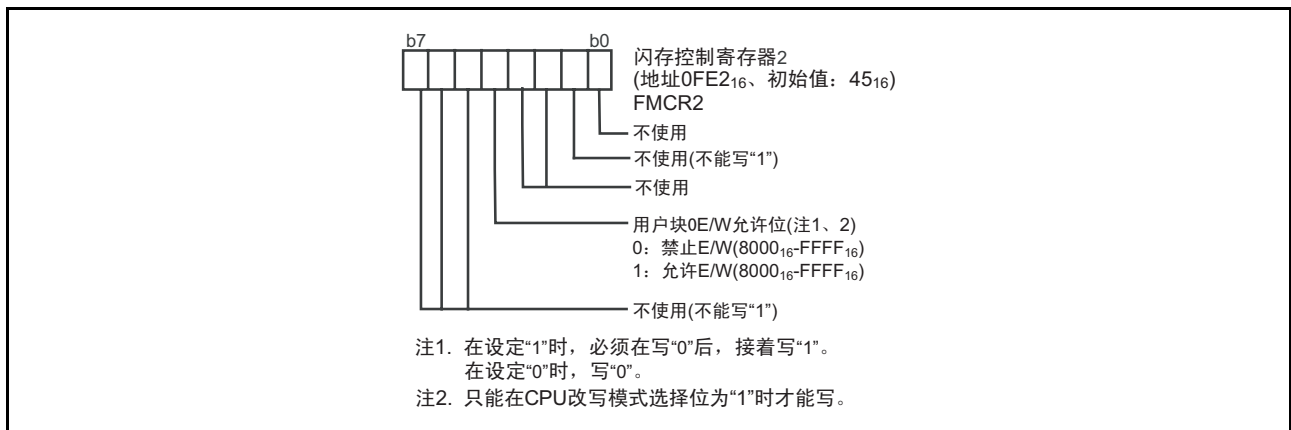 b7 b0
闪存控制寄存器2
(地址0FE2₁₆、初始值：45₁₆)
FMCR2
不使用
不使用(不能写“1”)
不使用
用户块0E/W允许位(注1、2)
0：禁止E/W(8000₁₆-FFFF₁₆)
1：允许E/W(8000₁₆-FFFF₁₆)
不使用(不能写“1”)
注1. 在设定“1”时，必须在写“0”后，接着写“1”。
在设定“0”时，写“0”。
注2. 只能在CPU改写模式选择位为“1”时才能写。